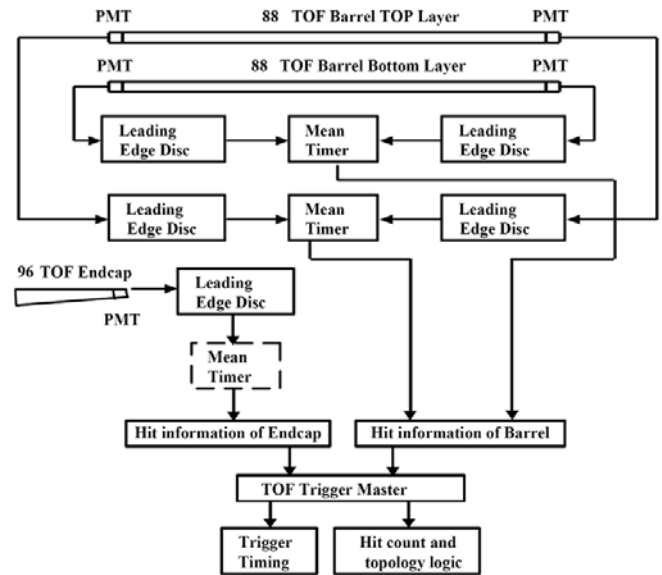 PMT 88 TOF Barrel TOP Layer PMT
PMT 88 TOF Barrel Bottom Layer PMT
Leading
Edge Disc
Mean
Timer
Leading
Edge Disc
Leading
Edge Disc
Mean
Timer
Leading
Edge Disc
96 TOF Endcap
PMT
Leading
Edge Disc
Mean
Timer
Hit information of Endcap
Hit information of Barrel
TOF Trigger Master
Trigger
Timing
Hit count and
topology logic